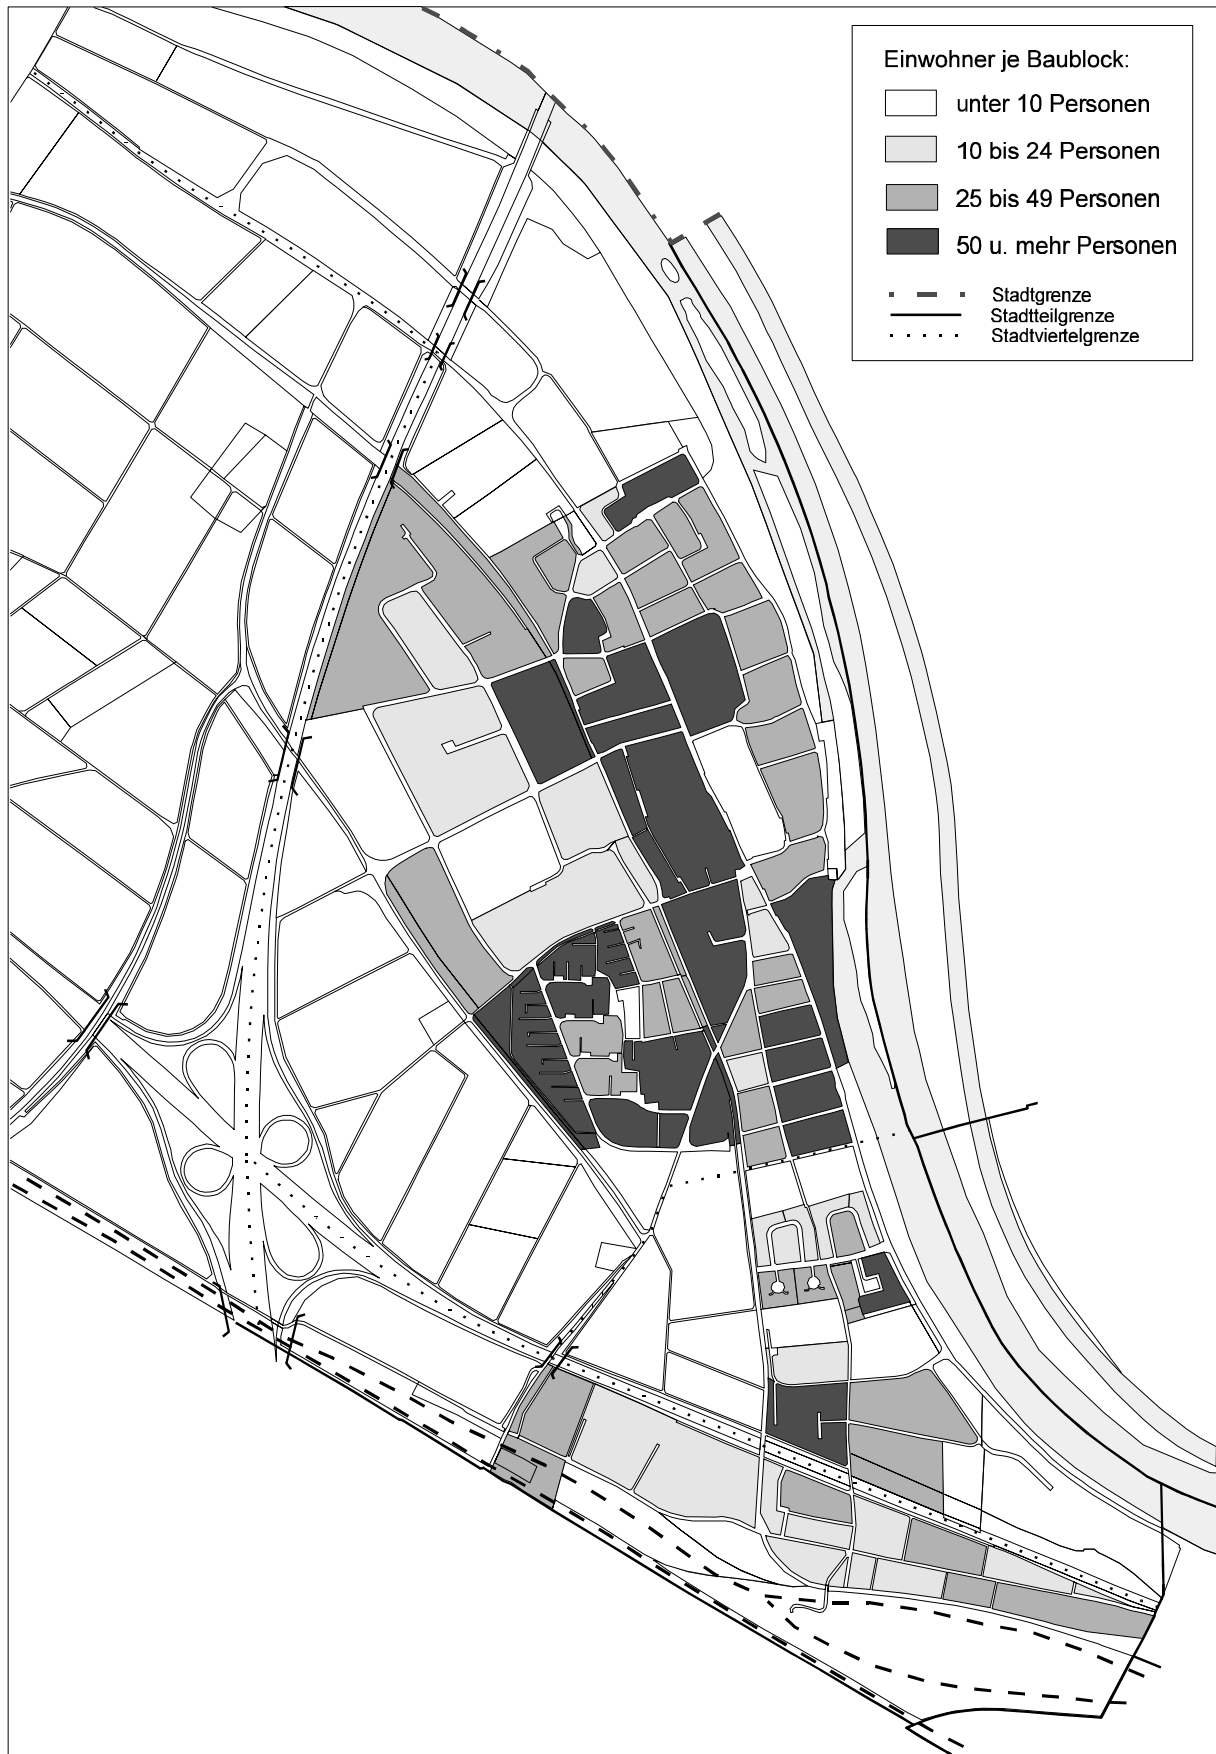 Einwohner je Baublock:
unter 10 Personen
10 bis 24 Personen
25 bis 49 Personen
50 u. mehr Personen
Stadtgrenze
Stadtteilgrenze
Stadtviertelgrenze